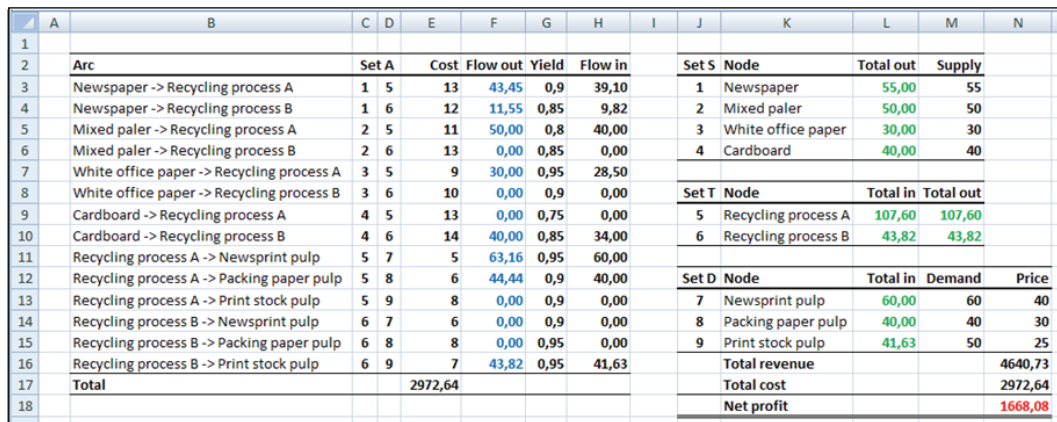 A B C D E F G H I J K L M N
1
2 Arc Set A Cost Flow out Yield Flow in Set S Node Total out Supply
3 Newspaper -> Recycling process A 1 5 13 43,45 0,9 39,10 1 Newspaper 55,00 55
4 Newspaper -> Recycling process B 1 6 12 11,55 0,85 9,82 2 Mixed paler 50,00 50
5 Mixed paler -> Recycling process A 2 5 11 50,00 0,8 40,00 3 White office paper 30,00 30
6 Mixed paler -> Recycling process B 2 6 13 0,00 0,85 0,00 4 Cardboard 40,00 40
7 White office paper -> Recycling process A 3 5 9 30,00 0,95 28,50
8 White office paper -> Recycling process B 3 6 10 0,00 0,9 0,00 Set T Node Total in Total out
9 Cardboard -> Recycling process A 4 5 13 0,00 0,75 0,00 5 Recycling process A 107,60 107,60
10 Cardboard -> Recycling process B 4 6 14 40,00 0,85 34,00 6 Recycling process B 43,82 43,82
11 Recycling process A -> Newsprint pulp 5 7 5 63,16 0,95 60,00
12 Recycling process A -> Packing paper pulp 5 8 6 44,44 0,9 40,00 Set D Node Total in Demand Price
13 Recycling process A -> Print stock pulp 5 9 8 0,00 0,9 0,00 7 Newsprint pulp 60,00 60 40
14 Recycling process B -> Newsprint pulp 6 7 6 0,00 0,9 0,00 8 Packing paper pulp 40,00 40 30
15 Recycling process B -> Packing paper pulp 6 8 8 0,00 0,95 0,00 9 Print stock pulp 41,63 50 25
16 Recycling process B -> Print stock pulp 6 9 7 43,82 0,95 41,63 Total revenue 4640,73
17 Total 2972,64 Total cost 2972,64
18 Net profit 1668,08